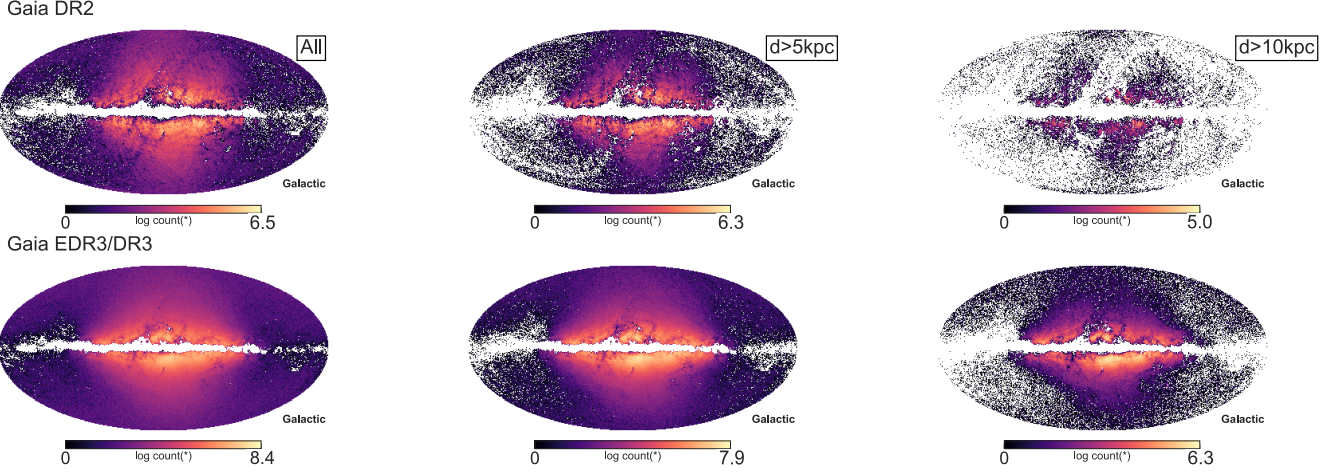 Gaia DR2
All
d>5kpc
d>10kpc
Galactic
Galactic
Galactic
0 log count(*) 6.5
0 log count(*) 6.3
0 log count(*) 5.0
Gaia EDR3/DR3
Galactic
Galactic
Galactic
0 log count(*) 8.4
0 log count(*) 7.9
0 log count(*) 6.3